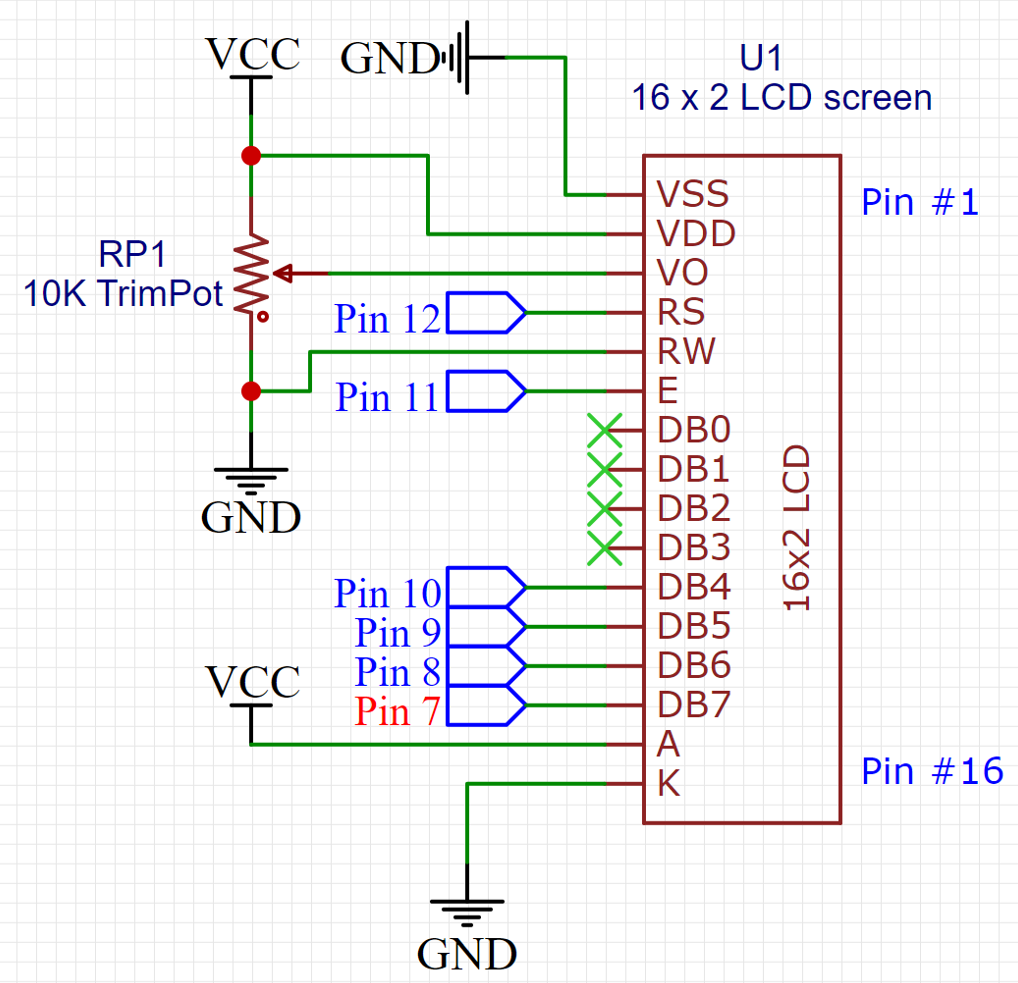 VCC
GND
U1
16 x 2 LCD screen
RP1
10K TrimPot
VSS
Pin #1
VDD
VO
Pin 12
RS
RW
Pin 11
E
DB0
DB1
DB2
DB3
16x2 LCD
GND
Pin 10
DB4
Pin 9
DB5
Pin 8
DB6
VCC
Pin 7
DB7
A
Pin #16
K
GND